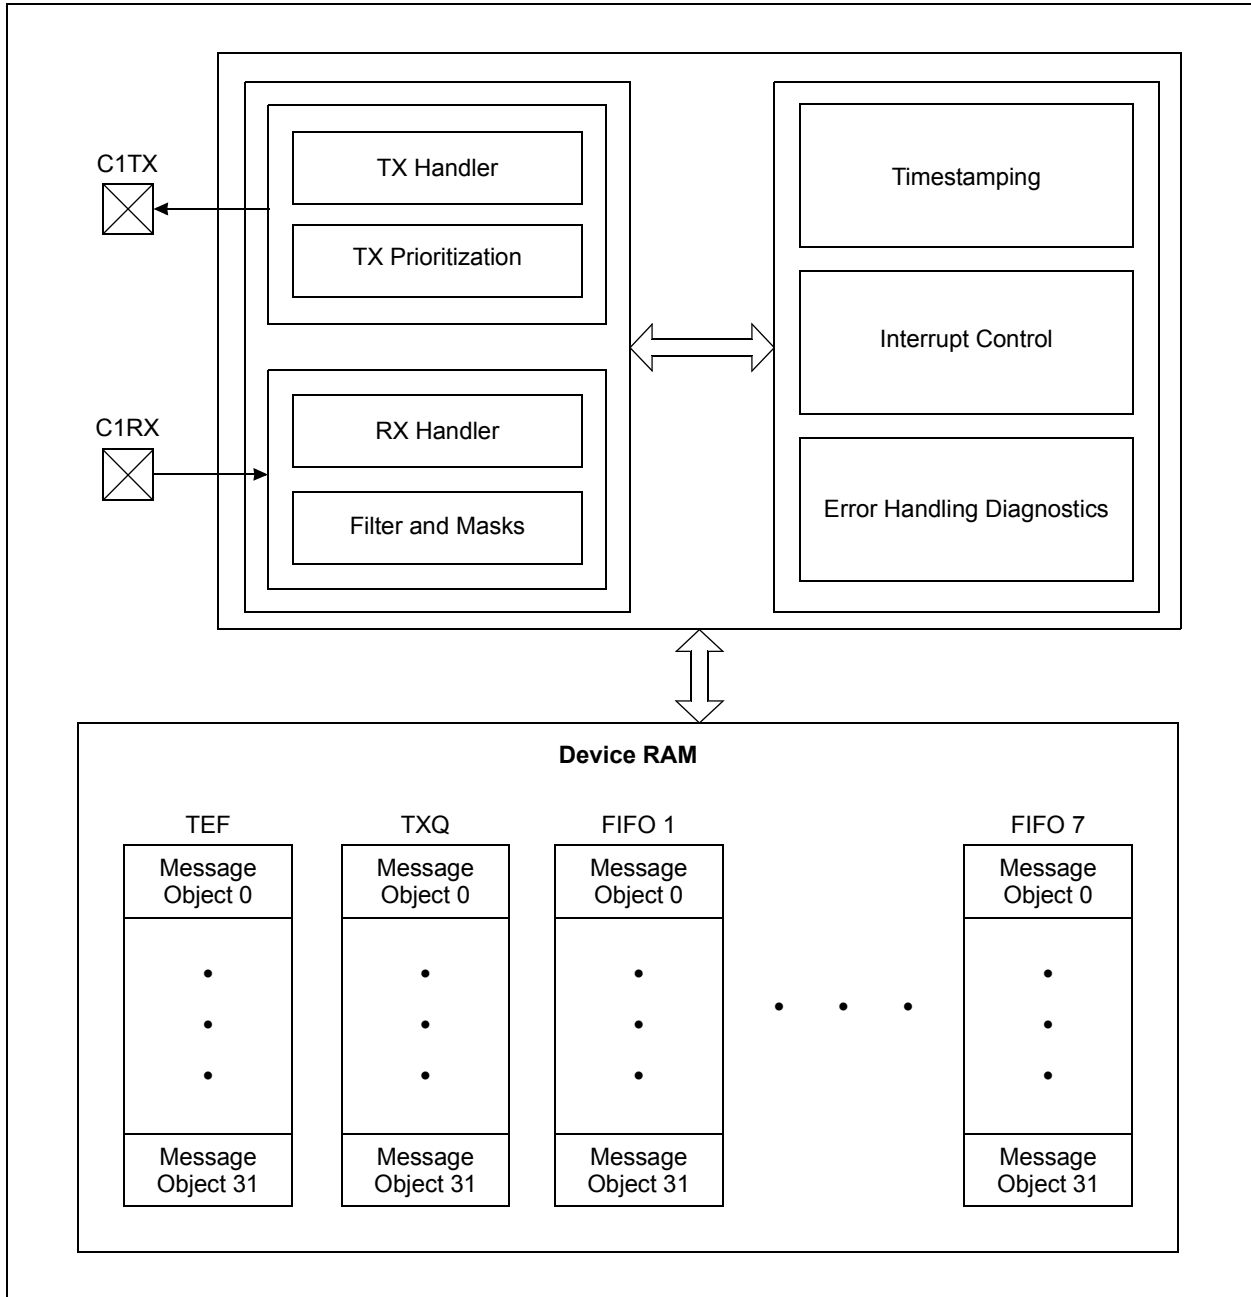 C1TX
TX Handler
TX Prioritization
C1RX
RX Handler
Filter and Masks
Timestamping
Interrupt Control
Error Handling Diagnostics
Device RAM
TEF
Message
Object 0
Message
Object 31
TXQ
Message
Object 0
Message
Object 31
FIFO 1
Message
Object 0
Message
Object 31
FIFO 7
Message
Object 0
Message
Object 31